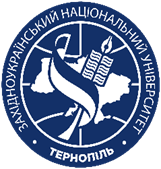 ЗАХІДНОУКРАЇНСЬКИЙ НАЦІОНАЛЬНИЙ УНІВЕРСИТЕТ
• ТЕРНОПІЛЬ •